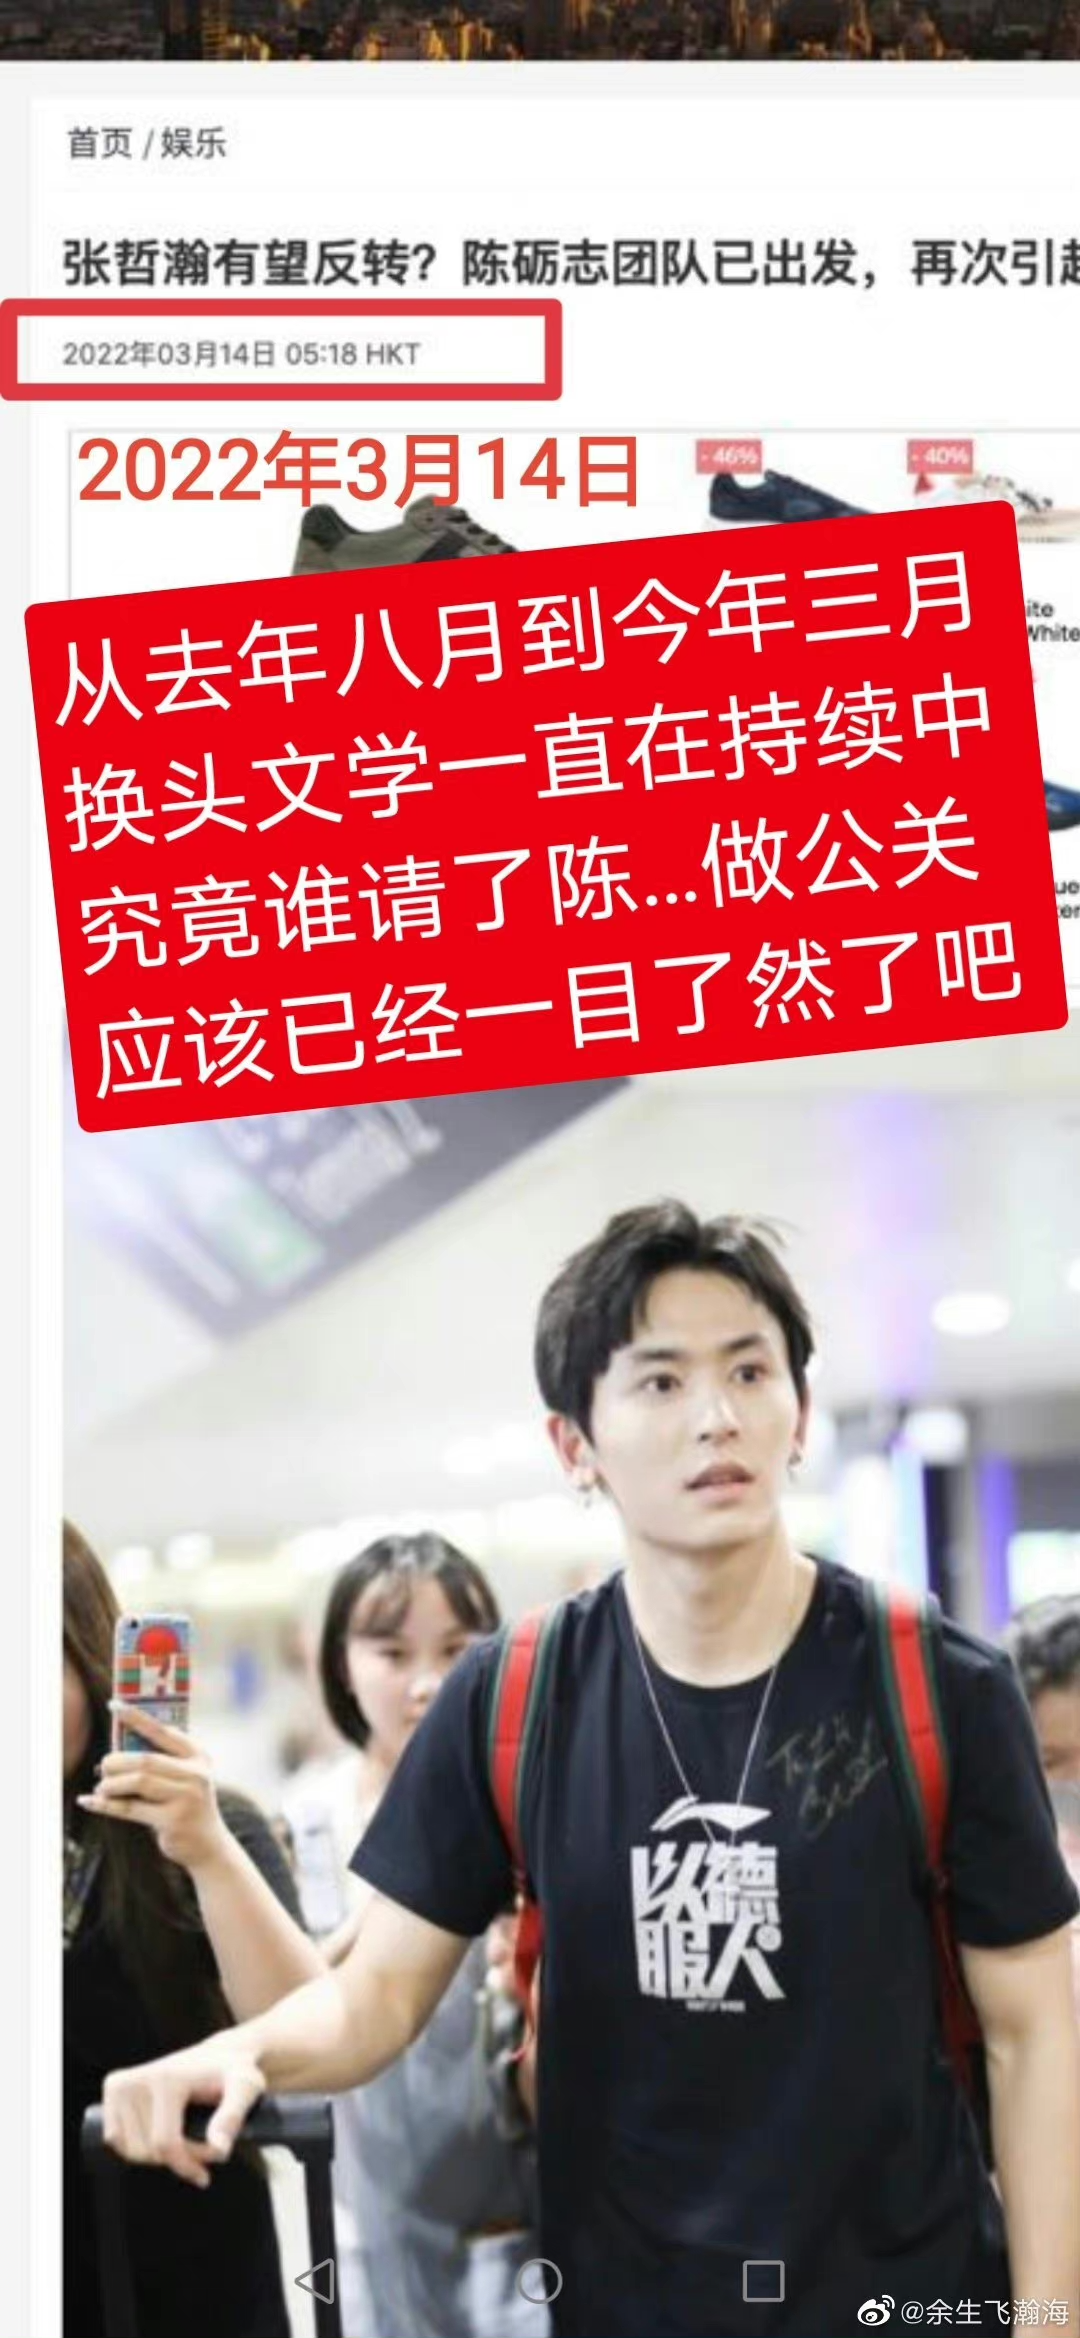 首页 / 娱乐
张哲瀚有望反转？陈砺志团队已出发，再次引起
2022年03月14日 05:18 HKT
2022年3月14日
- 46%
- 40%
从去年八月到今年三月
换头文学一直在持续中
究竟谁请了陈...做公关
应该已经一目了然了吧
White
以德
服人
@余生飞瀚海